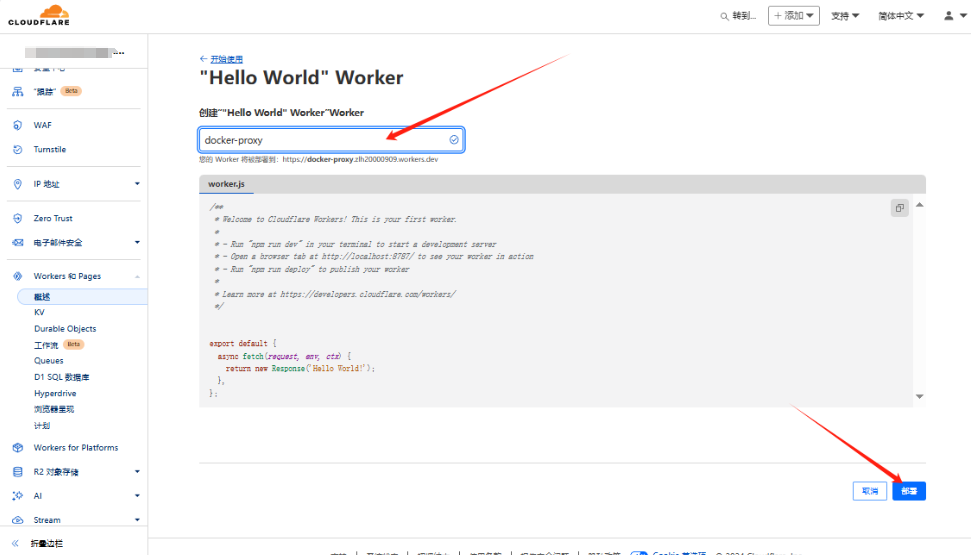 CLOUDFLARE
转到...
+ 添加
支持
简体中文
...
"跟踪" Beta
WAF
Turnstile
IP 地址
Zero Trust
电子邮件安全
Workers 和 Pages
概述
KV
Durable Objects
工作流 Beta
Queues
D1 SQL 数据库
Hyperdrive
浏览器呈现
计划
Workers for Platforms
R2 对象存储
AI
Stream
折叠边栏
← 开始使用
"Hello World" Worker
创建“"Hello World" Worker”Worker
docker-proxy
您的 Worker 将被部署到: https://docker-proxy.zlh20000909.workers.dev
worker.js
/**
* Welcome to Cloudflare Workers! This is your first worker.
*
* - Run "npm run dev" in your terminal to start a development server
* - Open a browser tab at http://localhost:8787/ to see your worker in action
* - Run "npm run deploy" to publish your worker
*
* Learn more at https://developers.cloudflare.com/workers/
*/
export default {
async fetch(request, env, ctx) {
return new Response('Hello World!');
},
};
取消
部署